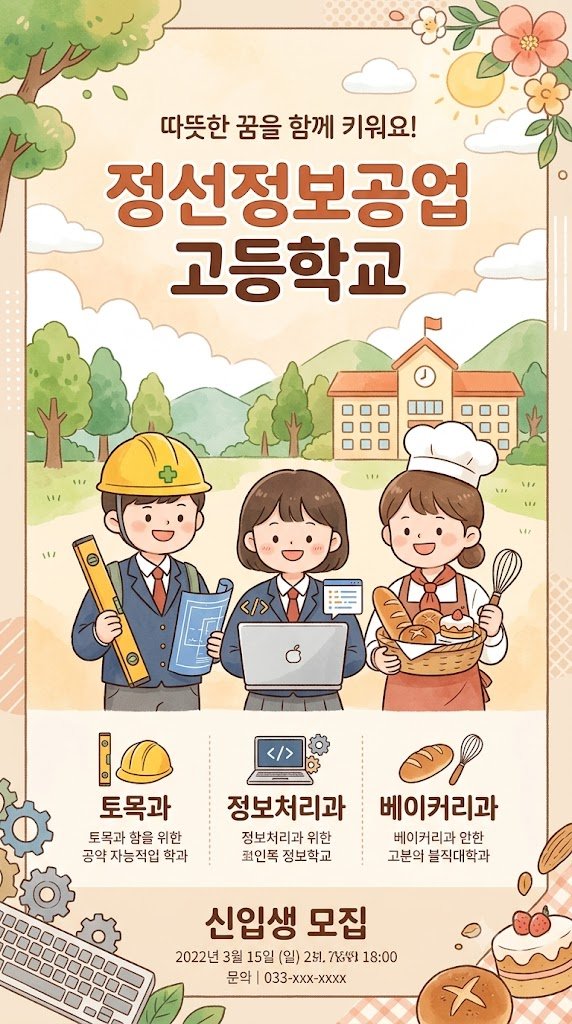 따뜻한 꿈을 함께 키워요!
정선정보공업
고등학교
</>
</>
토목과
토목과 함을 위한
공약 자능적업 학과
정보처리과
정보처리과 위한
정보학교
베이커리과
베이커리과 안한
고분의 블직대학과
신입생 모집
2022년 3월 15일 (일) 18:00
문악 | 033-xxx-xxxx